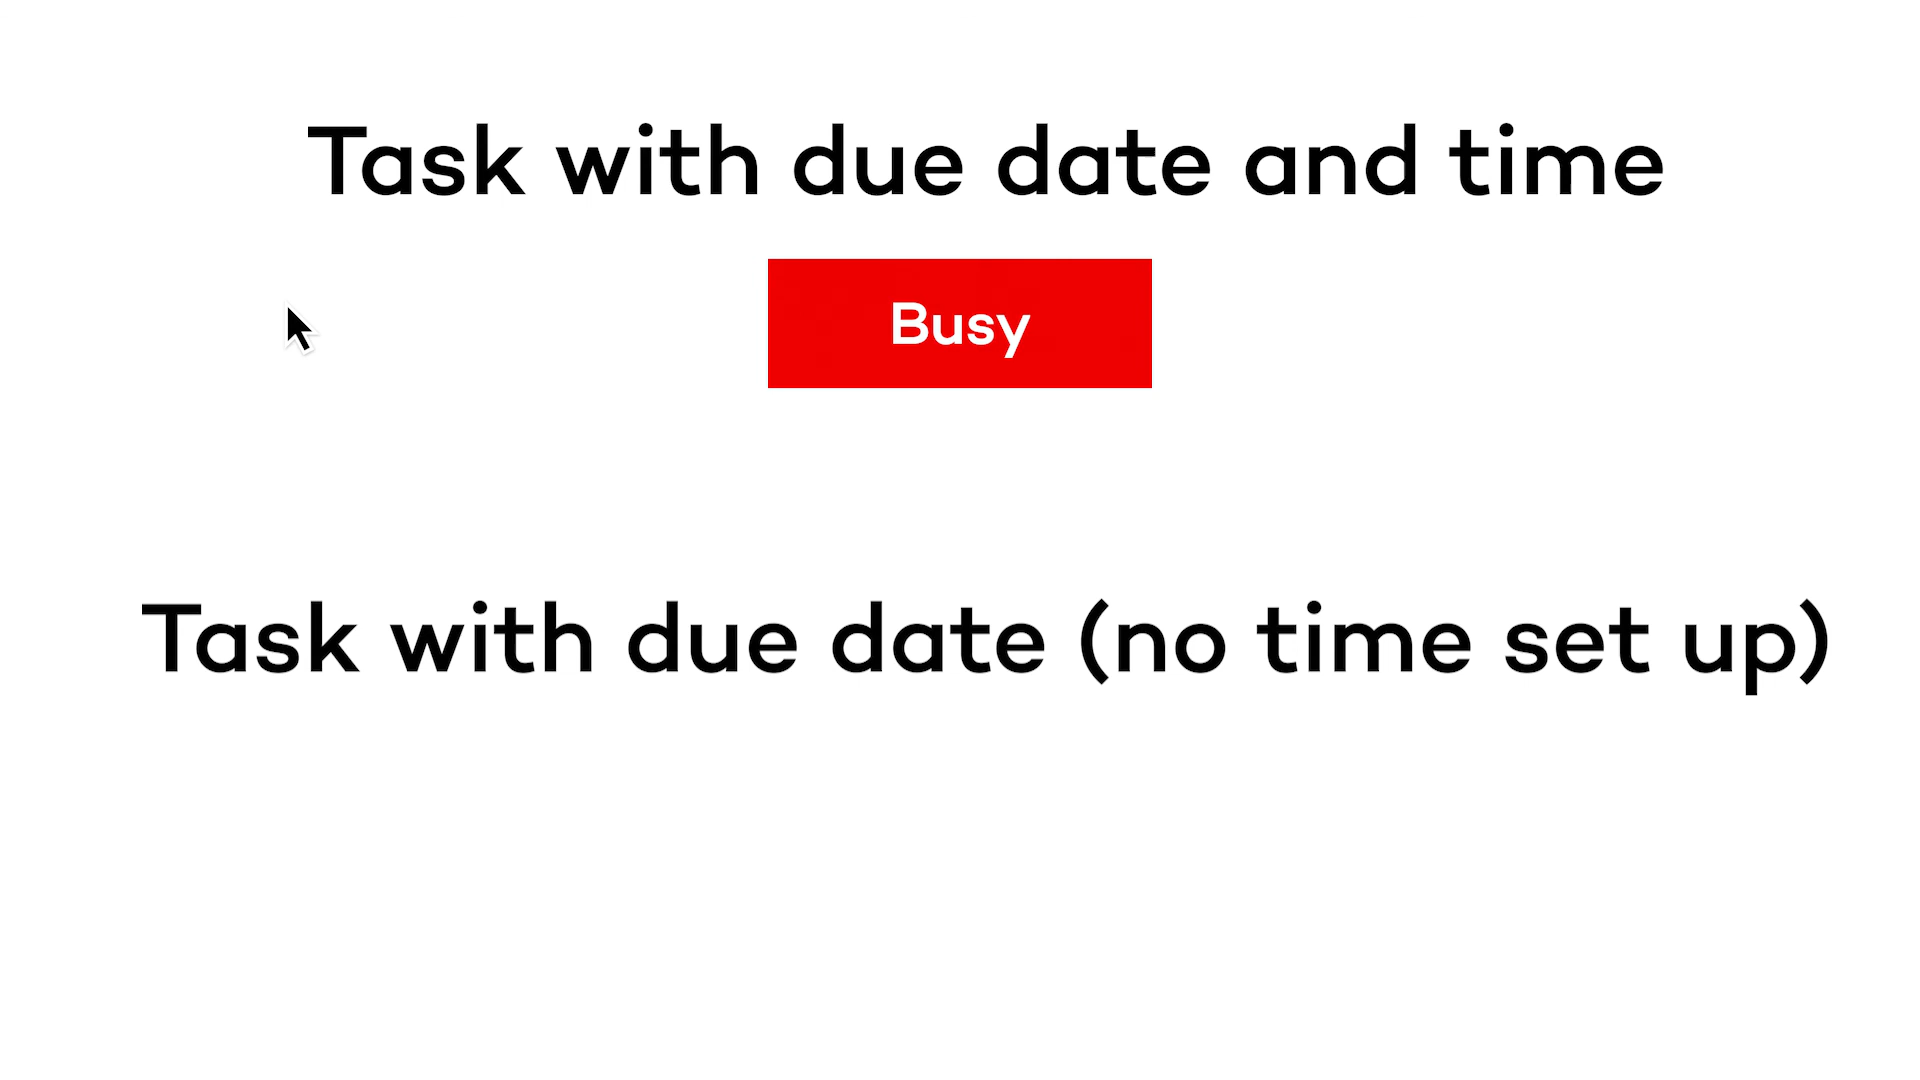 Task with due date and time
Busy
Task with due date (no time set up)